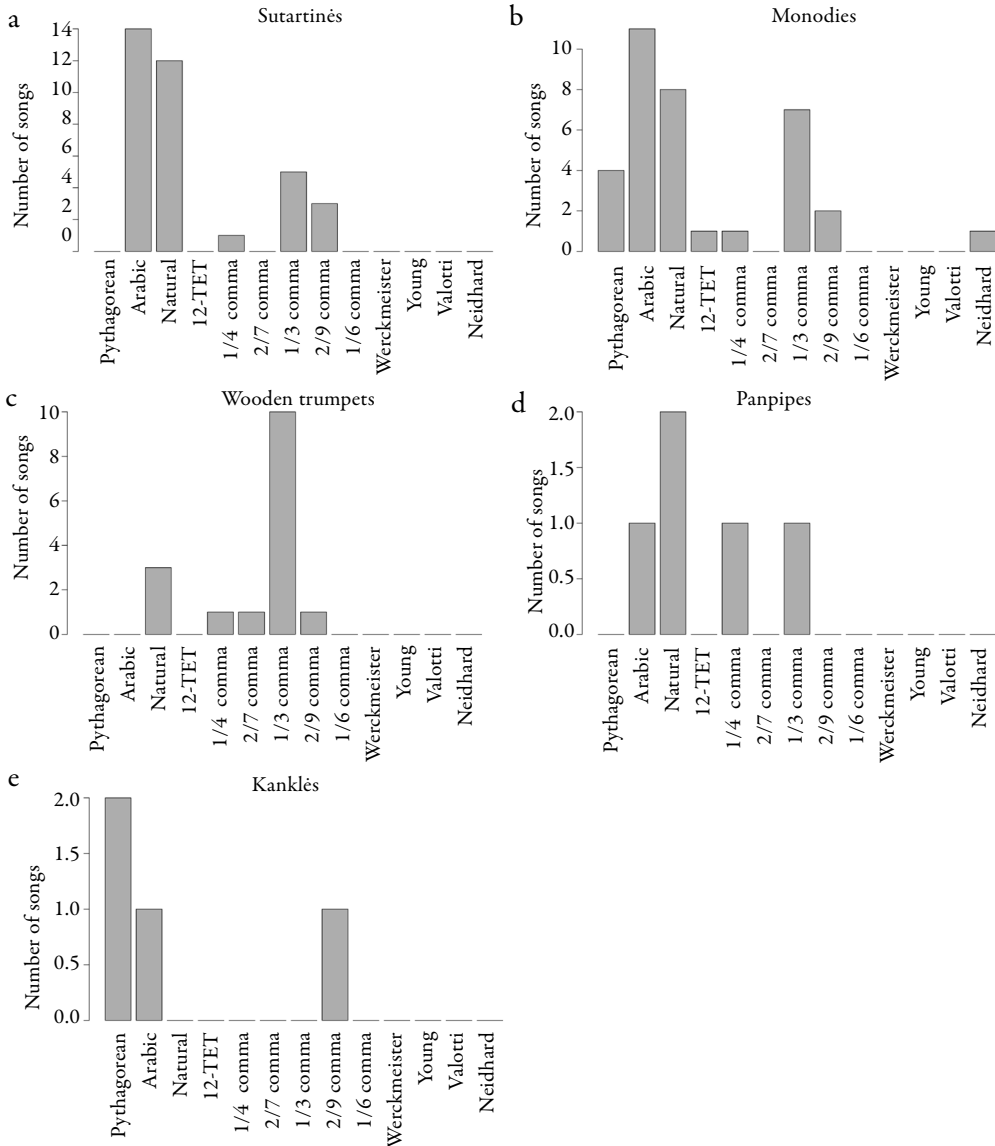 a
Sutartinės
Number of songs
14
12
10
8
6
4
2
0
Pythagorean
Arabic
Natural
12-TET
1/4 comma
2/7 comma
1/3 comma
2/9 comma
1/6 comma
Werckmeister
Young
Valotti
Neidhard
b
Monodies
Number of songs
10
8
6
4
2
0
Pythagorean
Arabic
Natural
12-TET
1/4 comma
2/7 comma
1/3 comma
2/9 comma
1/6 comma
Werckmeister
Young
Valotti
Neidhard
c
Wooden trumpets
Number of songs
10
8
6
4
2
0
Pythagorean
Arabic
Natural
12-TET
1/4 comma
2/7 comma
1/3 comma
2/9 comma
1/6 comma
Werckmeister
Young
Valotti
Neidhard
d
Panpipes
Number of songs
2.0
1.5
1.0
0.5
0.0
Pythagorean
Arabic
Natural
12-TET
1/4 comma
2/7 comma
1/3 comma
2/9 comma
1/6 comma
Werckmeister
Young
Valotti
Neidhard
e
Kanklės
Number of songs
2.0
1.5
1.0
0.5
0.0
Pythagorean
Arabic
Natural
12-TET
1/4 comma
2/7 comma
1/3 comma
2/9 comma
1/6 comma
Werckmeister
Young
Valotti
Neidhard